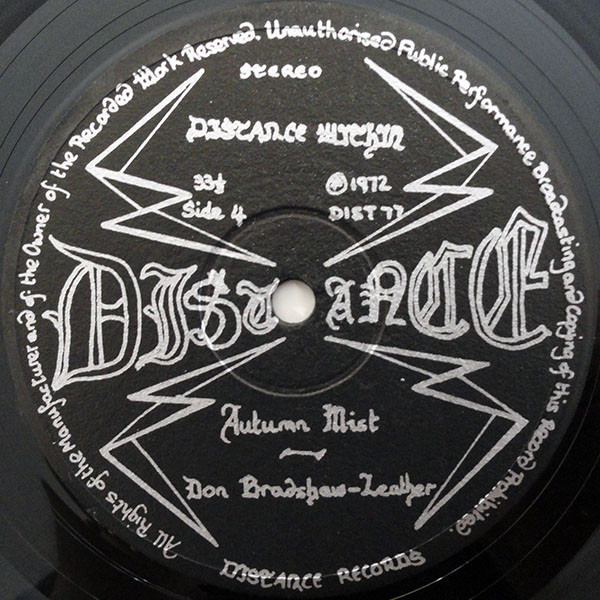 All Rights of the Manufacturer and of the Owner of the Recorded Work Reserved. Unauthorised Public Performance Broadcasting and Copying of this Record Prohibited.
STEREO
DISTANCE WITHIN
33⅓ ℗1972
Side 4 DIST 77
DISTANCE
Autumn Mist
Don Bradshaw-Leather
DISTANCE RECORDS